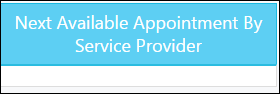 Next Available Appointment By
Service Provider